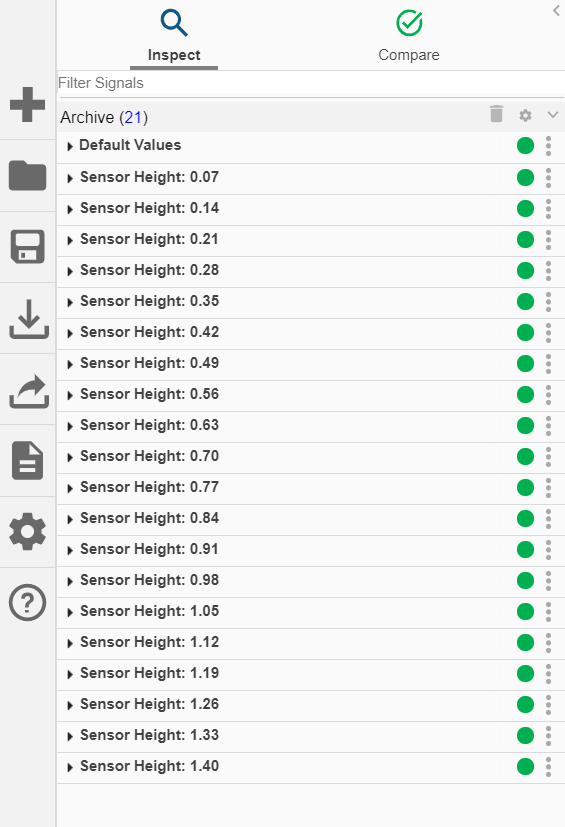 Inspect
Compare
Filter Signals
Archive (21)
Default Values
Sensor Height: 0.07
Sensor Height: 0.14
Sensor Height: 0.21
Sensor Height: 0.28
Sensor Height: 0.35
Sensor Height: 0.42
Sensor Height: 0.49
Sensor Height: 0.56
Sensor Height: 0.63
Sensor Height: 0.70
Sensor Height: 0.77
Sensor Height: 0.84
Sensor Height: 0.91
Sensor Height: 0.98
Sensor Height: 1.05
Sensor Height: 1.12
Sensor Height: 1.19
Sensor Height: 1.26
Sensor Height: 1.33
Sensor Height: 1.40